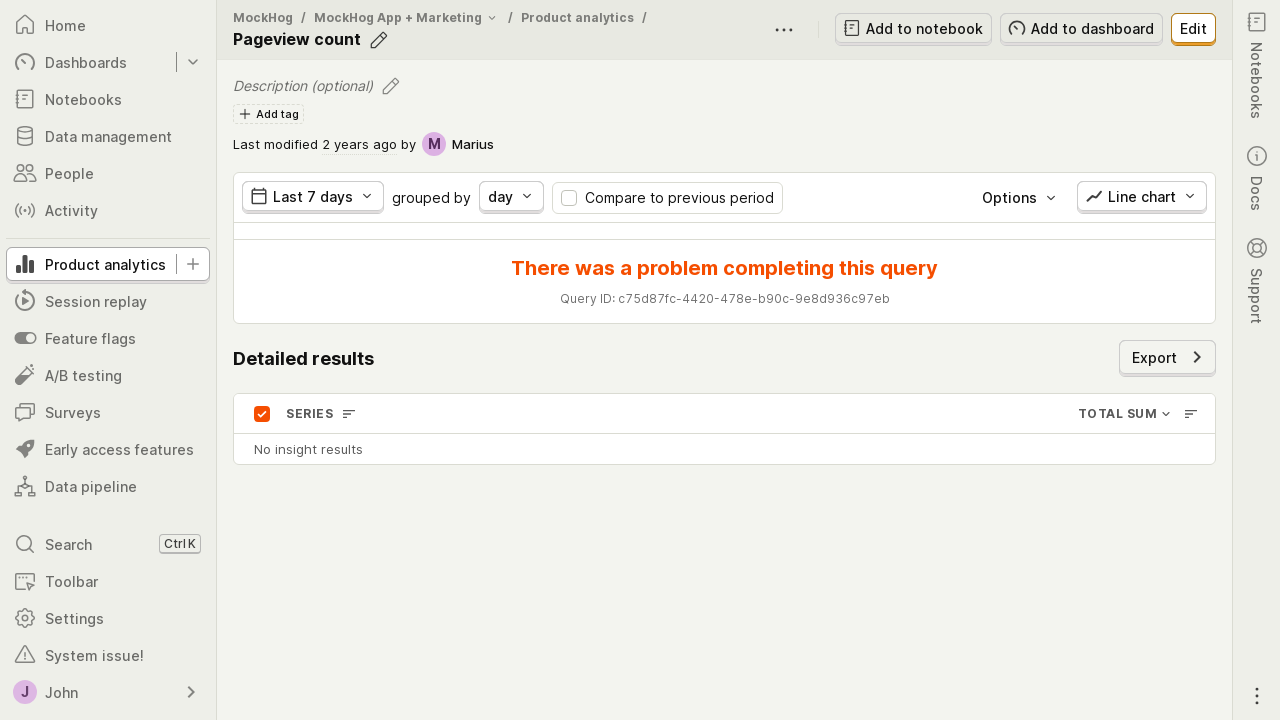 Home
Dashboards
Notebooks
Data management
People
Activity
Product analytics
Session replay
Feature flags
A/B testing
Surveys
Early access features
Data pipeline
Search Ctrl K
Toolbar
Settings
System issue!
J John
MockHog / MockHog App + Marketing / Product analytics /
Pageview count
Add to notebook Add to dashboard Edit
Description (optional)
Add tag
Last modified 2 years ago by M Marius
Last 7 days grouped by day Compare to previous period Options Line chart
There was a problem completing this query
Query ID: c75d87fc-4420-478e-b90c-9e8d936c97eb
Detailed results Export
SERIES TOTAL SUM
No insight results
Notebooks
Docs
Support